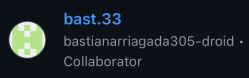 bast.33
bastianarriagada305-droid •
Collaborator